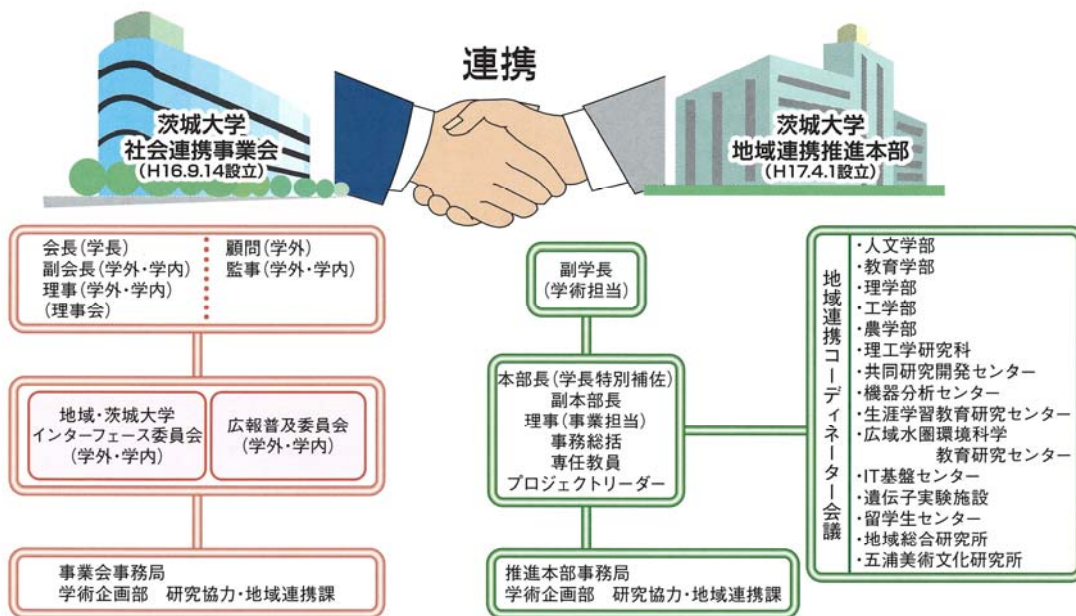 連携
茨城大学
社会連携事業会
(H16.9.14設立)
茨城大学
地域連携推進本部
(H17.4.1設立)
会長(学長)
副会長(学外・学内)
理事(学外・学内)
(理事会)
顧問(学外)
監事(学外・学内)
地域・茨城大学
インターフェース委員会
(学外・学内)
広報普及委員会
(学外・学内)
事業会事務局
学術企画部 研究協力・地域連携課
副学長
(学術担当)
本部長(学長特別補佐)
副本部長
理事(事業担当)
事務総括
専任教員
プロジェクトリーダー
推進本部事務局
学術企画部 研究協力・地域連携課
地域連携コーディネーター会議
・人文学部
・教育学部
・理学部
・工学部
・農学部
・理工学研究科
・共同研究開発センター
・機器分析センター
・生涯学習教育研究センター
・広域水圏環境科学
教育研究センター
・IT基盤センター
・遺伝子実験施設
・留学生センター
・地域総合研究所
・五浦美術文化研究所